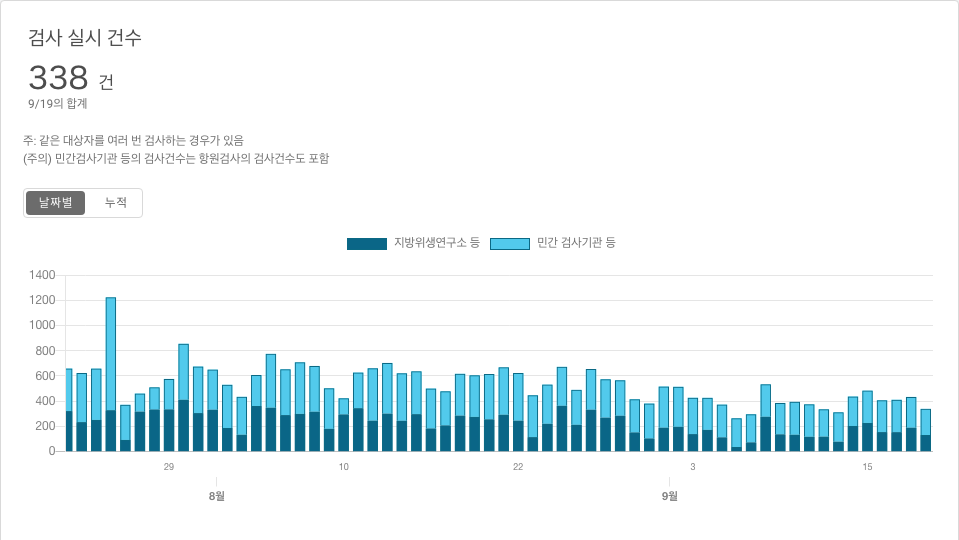 검사 실시 건수
338 건
9/19의 합계
주: 같은 대상자를 여러 번 검사하는 경우가 있음
(주의) 민간검사기관 등의 검사건수는 항원검사의 검사건수도 포함
날짜별 누적
지방위생연구소 등 민간 검사기관 등
1400
1200
1000
800
600
400
200
0
29 10 22 3 15
8월 9월